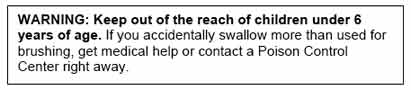 WARNING: Keep out of the reach of children under 6
years of age. If you accidentally swallow more than used for
brushing, get medical help or contact a Poison Control
Center right away.